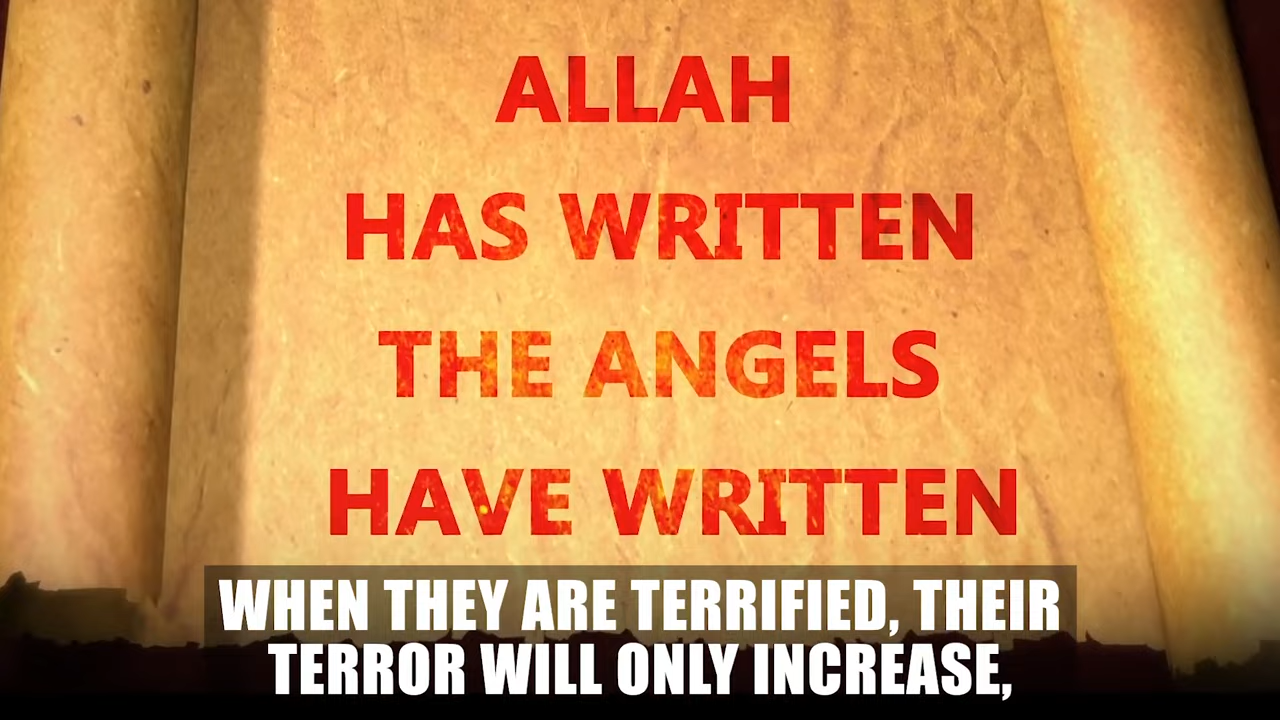 ALLAH
HAS WRITTEN
THE ANGELS
HAVE WRITTEN
WHEN THEY ARE TERRIFIED, THEIR
TERROR WILL ONLY INCREASE,